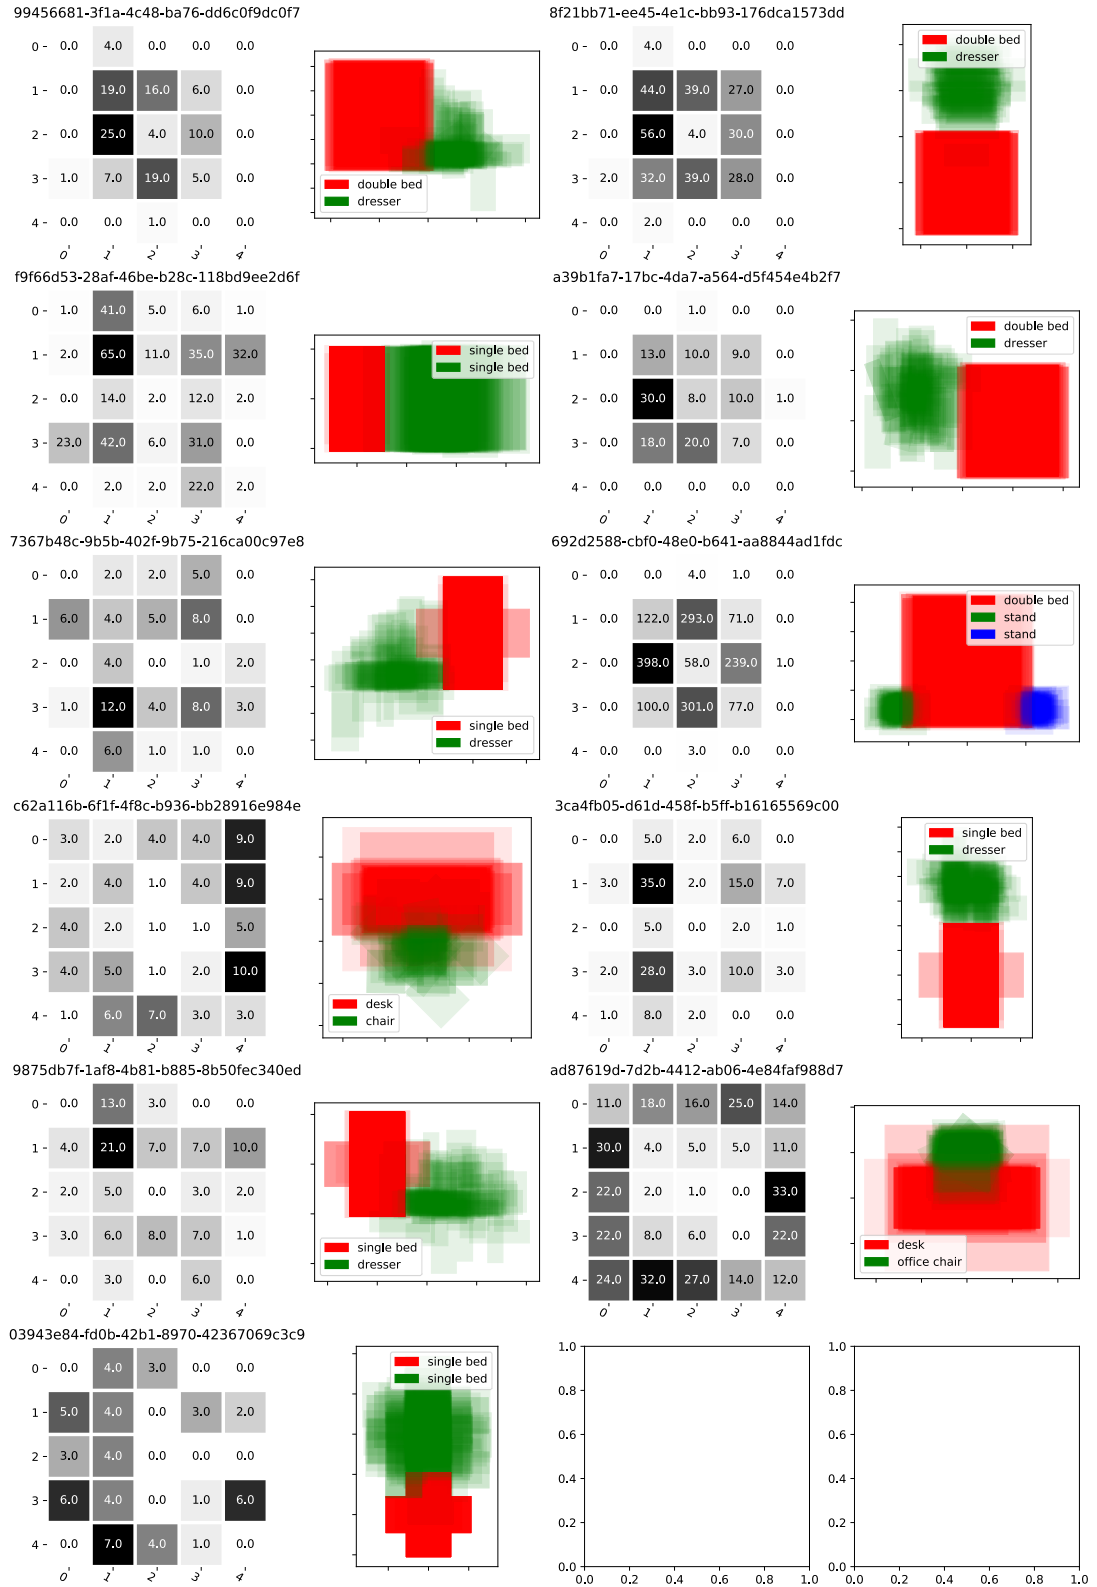 99456681-3f1a-4c48-ba76-dd6c0f9dc0f7
0 - 0.0 4.0 0.0 0.0 0.0
1 - 0.0 19.0 16.0 6.0 0.0
2 - 0.0 25.0 4.0 10.0 0.0
3 - 1.0 7.0 19.0 5.0 0.0
4 - 0.0 0.0 1.0 0.0 0.0
0 1 2 3 4
double bed
dresser
8f21bb71-ee45-4e1c-bb93-176dca1573dd
0 - 0.0 4.0 0.0 0.0 0.0
1 - 0.0 44.0 39.0 27.0 0.0
2 - 0.0 56.0 4.0 30.0 0.0
3 - 2.0 32.0 39.0 28.0 0.0
4 - 0.0 2.0 0.0 0.0 0.0
0 1 2 3 4
double bed
dresser
f9f66d53-28af-46be-b28c-118bd9ee2d6f
0 - 1.0 41.0 5.0 6.0 1.0
1 - 2.0 65.0 11.0 35.0 32.0
2 - 0.0 14.0 2.0 12.0 2.0
3 - 23.0 42.0 6.0 31.0 0.0
4 - 0.0 2.0 2.0 22.0 2.0
0 1 2 3 4
single bed
single bed
a39b1fa7-17bc-4da7-a564-d5f454e4b2f7
0 - 0.0 0.0 1.0 0.0 0.0
1 - 0.0 13.0 10.0 9.0 0.0
2 - 0.0 30.0 8.0 10.0 1.0
3 - 0.0 18.0 20.0 7.0 0.0
4 - 0.0 0.0 0.0 0.0 0.0
0 1 2 3 4
double bed
dresser
7367b48c-9b5b-402f-9b75-216ca00c97e8
0 - 0.0 2.0 2.0 5.0 0.0
1 - 6.0 4.0 5.0 8.0 0.0
2 - 0.0 4.0 0.0 1.0 2.0
3 - 1.0 12.0 4.0 8.0 3.0
4 - 0.0 6.0 1.0 1.0 0.0
0 1 2 3 4
single bed
dresser
692d2588-cbf0-48e0-b641-aa8844ad1fdc
0 - 0.0 0.0 4.0 1.0 0.0
1 - 0.0 122.0 293.0 71.0 0.0
2 - 0.0 398.0 58.0 239.0 1.0
3 - 0.0 100.0 301.0 77.0 0.0
4 - 0.0 0.0 3.0 0.0 0.0
0 1 2 3 4
double bed
stand
stand
c62a116b-6f1f-4f8c-b936-bb28916e984e
0 - 3.0 2.0 4.0 4.0 9.0
1 - 2.0 4.0 1.0 4.0 9.0
2 - 4.0 2.0 1.0 1.0 5.0
3 - 4.0 5.0 1.0 2.0 10.0
4 - 1.0 6.0 7.0 3.0 3.0
0 1 2 3 4
desk
chair
3ca4fb05-d61d-458f-b5ff-b16165569c00
0 - 0.0 5.0 2.0 6.0 0.0
1 - 3.0 35.0 2.0 15.0 7.0
2 - 0.0 5.0 0.0 2.0 1.0
3 - 2.0 28.0 3.0 10.0 3.0
4 - 1.0 8.0 2.0 0.0 0.0
0 1 2 3 4
single bed
dresser
9875db7f-1af8-4b81-b885-8b50fec340ed
0 - 0.0 13.0 3.0 0.0 0.0
1 - 4.0 21.0 7.0 7.0 10.0
2 - 2.0 5.0 0.0 3.0 2.0
3 - 3.0 6.0 8.0 7.0 1.0
4 - 0.0 3.0 0.0 6.0 0.0
0 1 2 3 4
single bed
dresser
ad87619d-7d2b-4412-ab06-4e84faf988d7
0 - 11.0 18.0 16.0 25.0 14.0
1 - 30.0 4.0 5.0 5.0 11.0
2 - 22.0 2.0 1.0 0.0 33.0
3 - 22.0 8.0 6.0 0.0 22.0
4 - 24.0 32.0 27.0 14.0 12.0
0 1 2 3 4
desk
office chair
03943e84-fd0b-42b1-8970-42367069c3c9
0 - 0.0 4.0 3.0 0.0 0.0
1 - 5.0 4.0 0.0 3.0 2.0
2 - 3.0 4.0 0.0 0.0 0.0
3 - 6.0 4.0 0.0 1.0 6.0
4 - 0.0 7.0 4.0 1.0 0.0
0 1 2 3 4
single bed
single bed
1.0
0.8
0.6
0.4
0.2
0.0
0.0 0.2 0.4 0.6 0.8 1.0
1.0
0.8
0.6
0.4
0.2
0.0
0.0 0.2 0.4 0.6 0.8 1.0